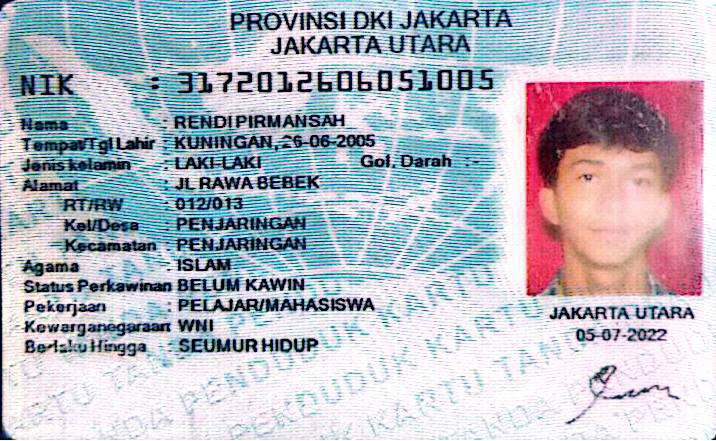 PROVINSI DKI JAKARTA
JAKARTA UTARA
NIK : 3172012606051005
Nama : RENDI PIRMANSAH
Tempat/Tgl Lahir : KUNINGAN, 26-06-2005
Jenis kelamin : LAKI-LAKI Gol. Darah : -
Alamat : JL RAWA BEBEK
RT/RW : 012/013
Kel/Desa : PENJARINGAN
Kecamatan : PENJARINGAN
Agama : ISLAM
Status Perkawinan BELUM KAWIN
Pekerjaan : PELAJAR/MAHASISWA
Kewarganegaraan WNI
Berlaku Hingga : SEUMUR HIDUP
JAKARTA UTARA
05-07-2022